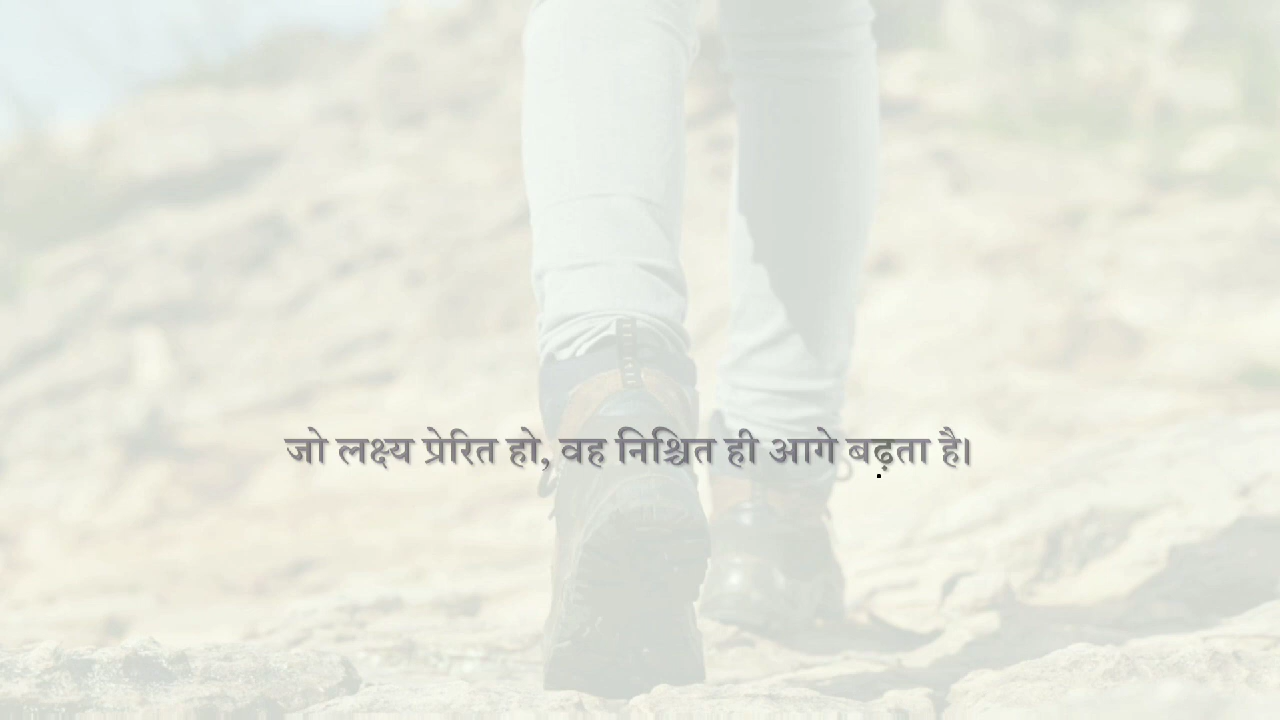 जो लक्ष्य प्रेरित हो, वह निश्चित ही आगे बढ़ता है।